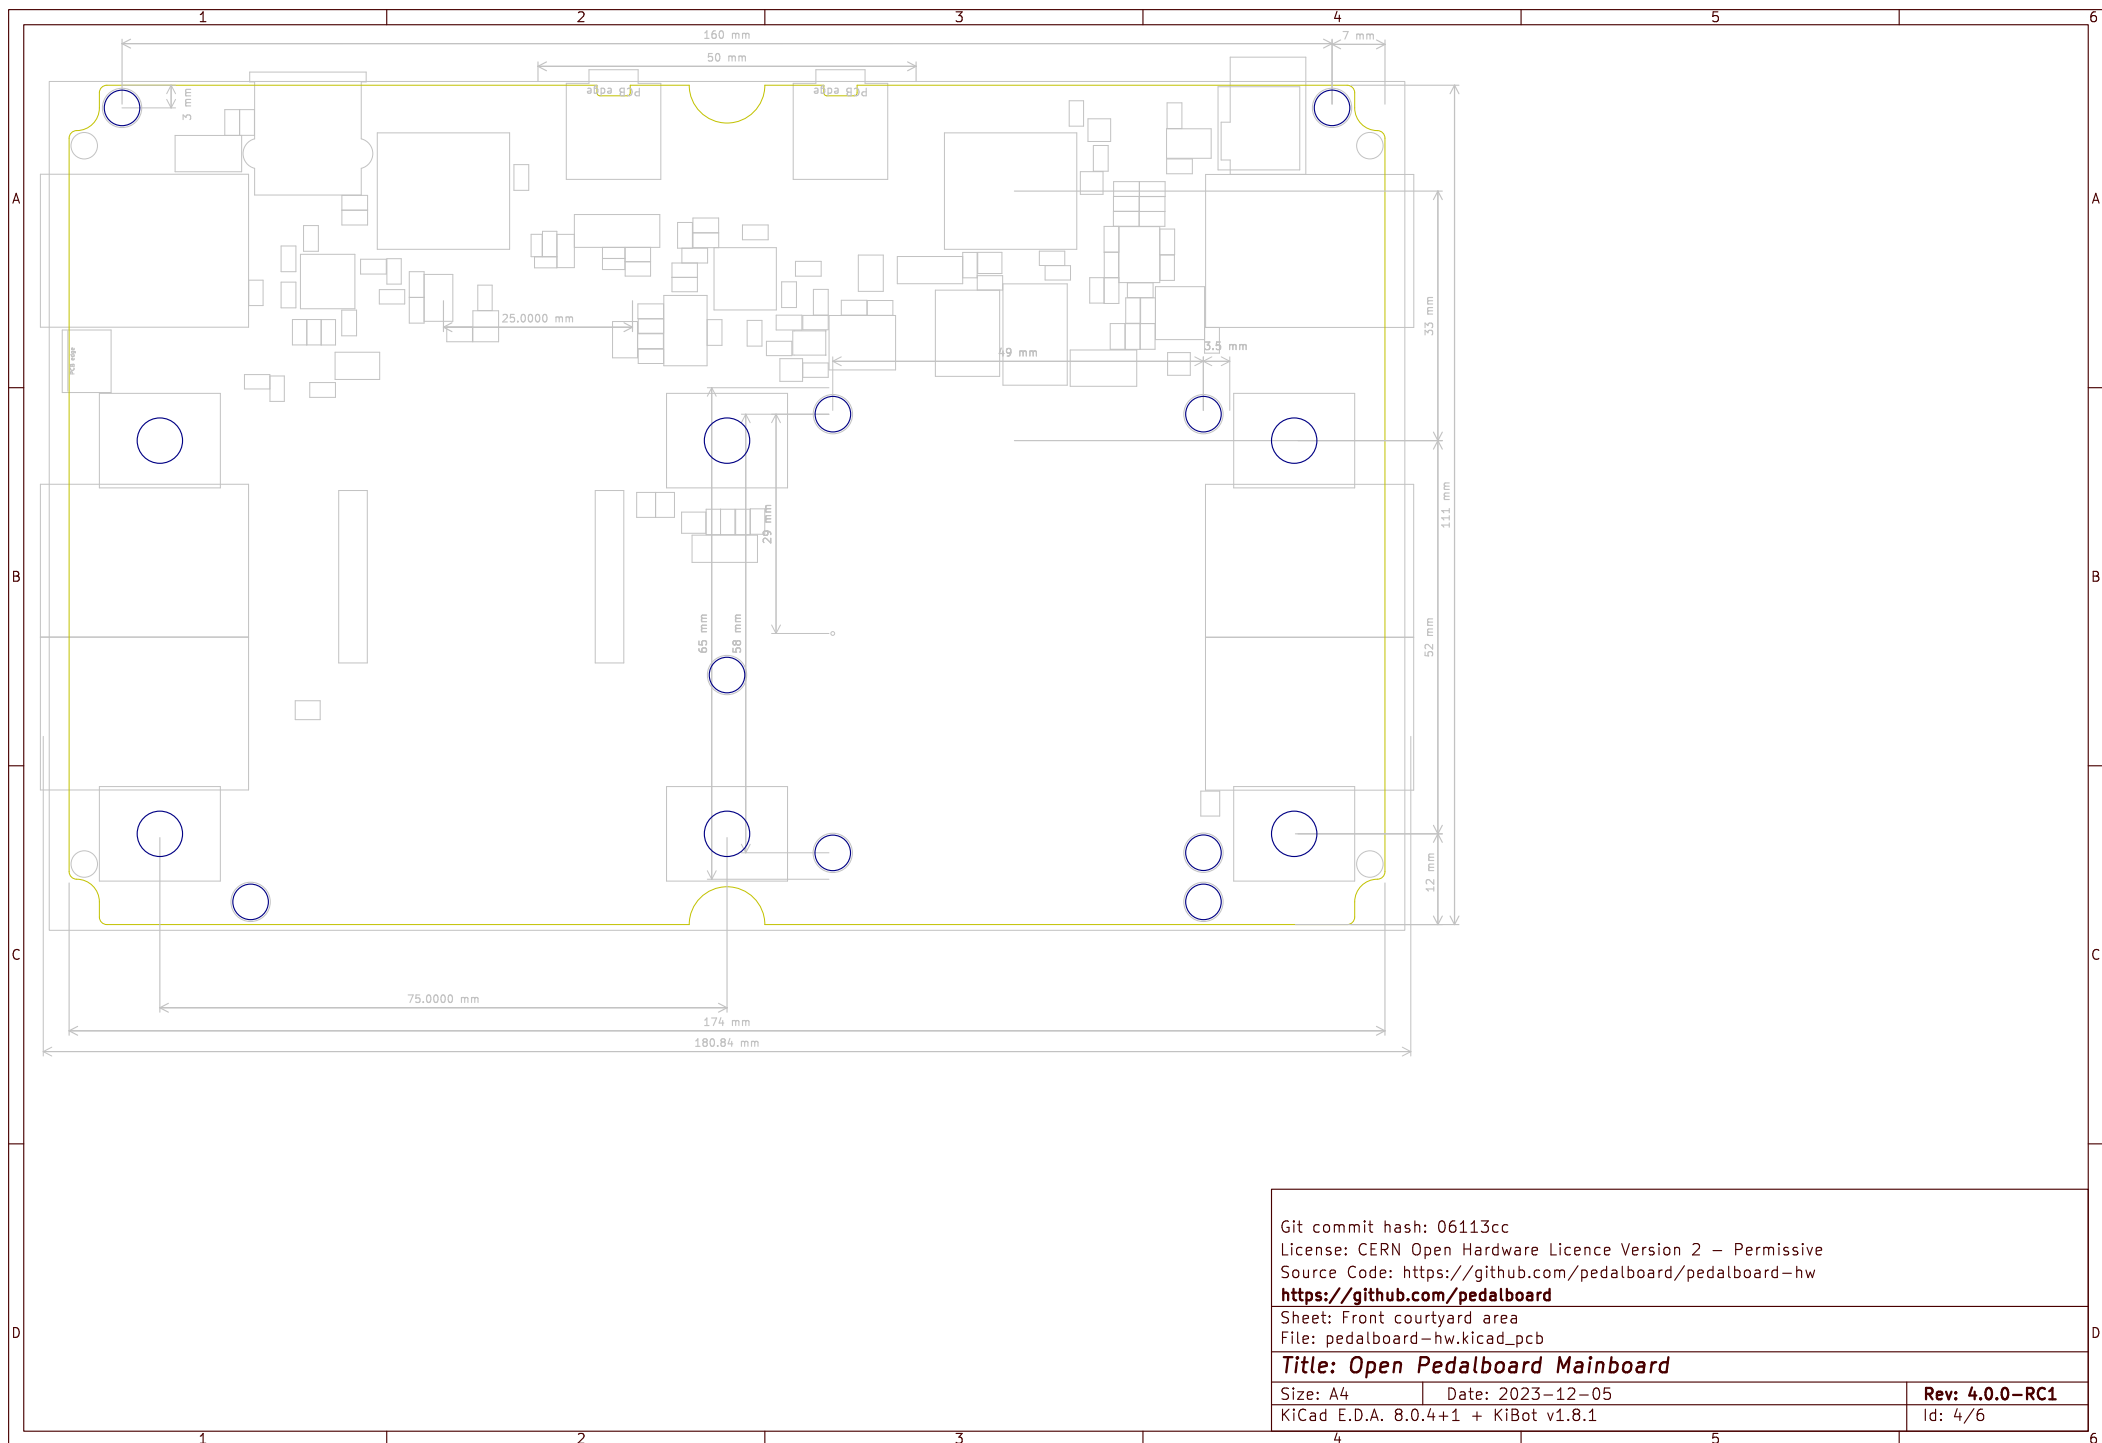 1 2 3 4 5 6
160 mm
7 mm
50 mm
PCB edge
PCB edge
3 mm
A A
33 mm
25.0000 mm
49 mm
3.5 mm
PCB edge
111 mm
29 mm
B B
65 mm
58 mm
52 mm
12 mm
C C
75.0000 mm
174 mm
180.84 mm
Git commit hash: 06113cc
License: CERN Open Hardware Licence Version 2 - Permissive
Source Code: https://github.com/pedalboard/pedalboard-hw
https://github.com/pedalboard
Sheet: Front courtyard area
File: pedalboard-hw.kicad_pcb
D D
Title: Open Pedalboard Mainboard
Size: A4 Date: 2023-12-05 Rev: 4.0.0-RC1
KiCad E.D.A. 8.0.4+1 + KiBot v1.8.1 Id: 4/6
1 2 3 4 5 6